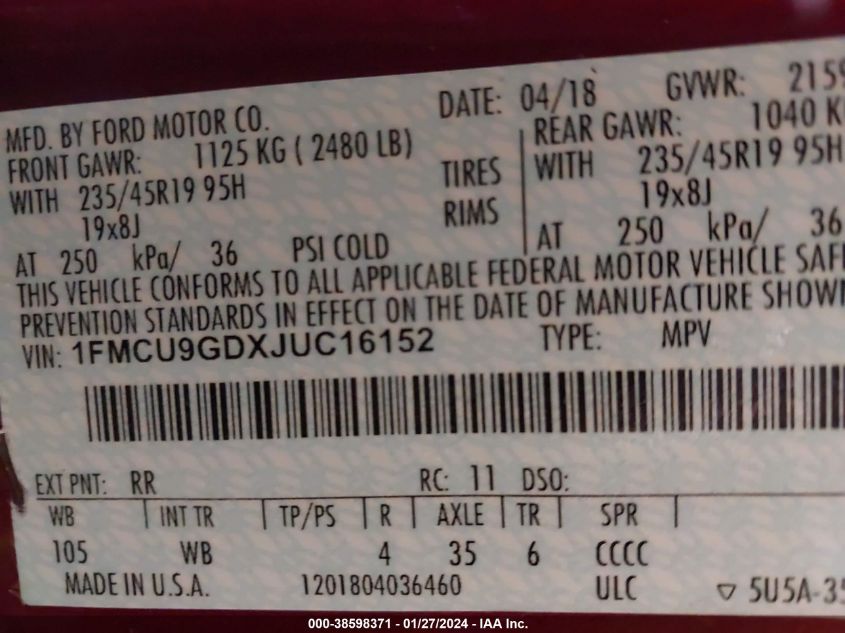 MFD. BY FORD MOTOR CO. DATE: 04/18 GVWR: 2159
FRONT GAWR: 1125 KG ( 2480 LB) REAR GAWR: 1040 K
WITH 235/45R19 95H TIRES WITH 235/45R19 95H
19x8J RIMS 19x8J
AT 250 kPa/ 36 PSI COLD AT 250 kPa/ 36
THIS VEHICLE CONFORMS TO ALL APPLICABLE FEDERAL MOTOR VEHICLE SAF
PREVENTION STANDARDS IN EFFECT ON THE DATE OF MANUFACTURE SHOWN
VIN: 1FMCU9GDXJUC16152 TYPE: MPV
EXT PNT: RR RC: 11 DSO:
WB INT TR TP/PS R AXLE TR SPR
105 WB 4 35 6 CCCC
MADE IN U.S.A. 1201804036460 ULC ▽ 5U5A-35
000-38598371 - 01/27/2024 - IAA Inc.